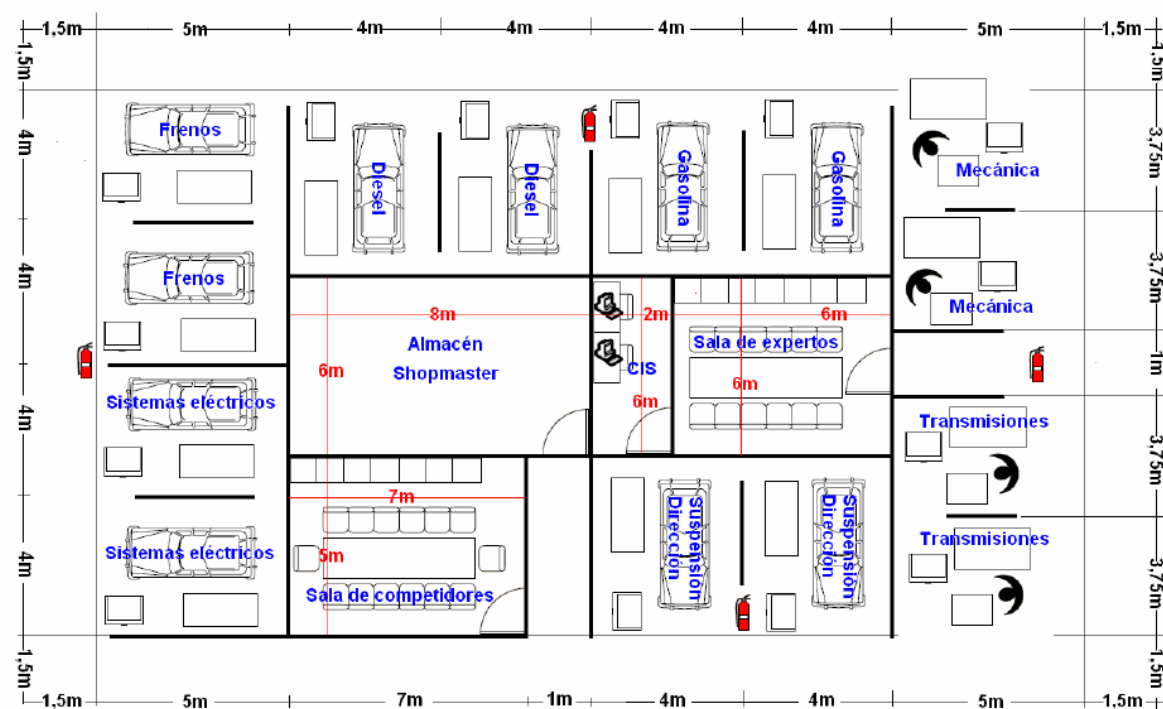 1,5m 5m 4m 4m 4m 4m 5m 1,5m
1,5m
1,5m
4m
4m
4m
4m
1,5m
Frenos
Frenos
Sistemas eléctricos
Sistemas eléctricos
Diesel
Diesel
Gasolina
Gasolina
Mecánica
Mecánica
8m
Almacén
Shopmaster
6m
2m
CIS
6m
6m
Sala de expertos
6m
7m
5m
Sala de competidores
Suspensión
Dirección
Suspensión
Dirección
Transmisiones
Transmisiones
3,75m
3,75m
1m
3,75m
3,75m
1,5m
1,5m 5m 7m 1m 4m 4m 5m 1,5m